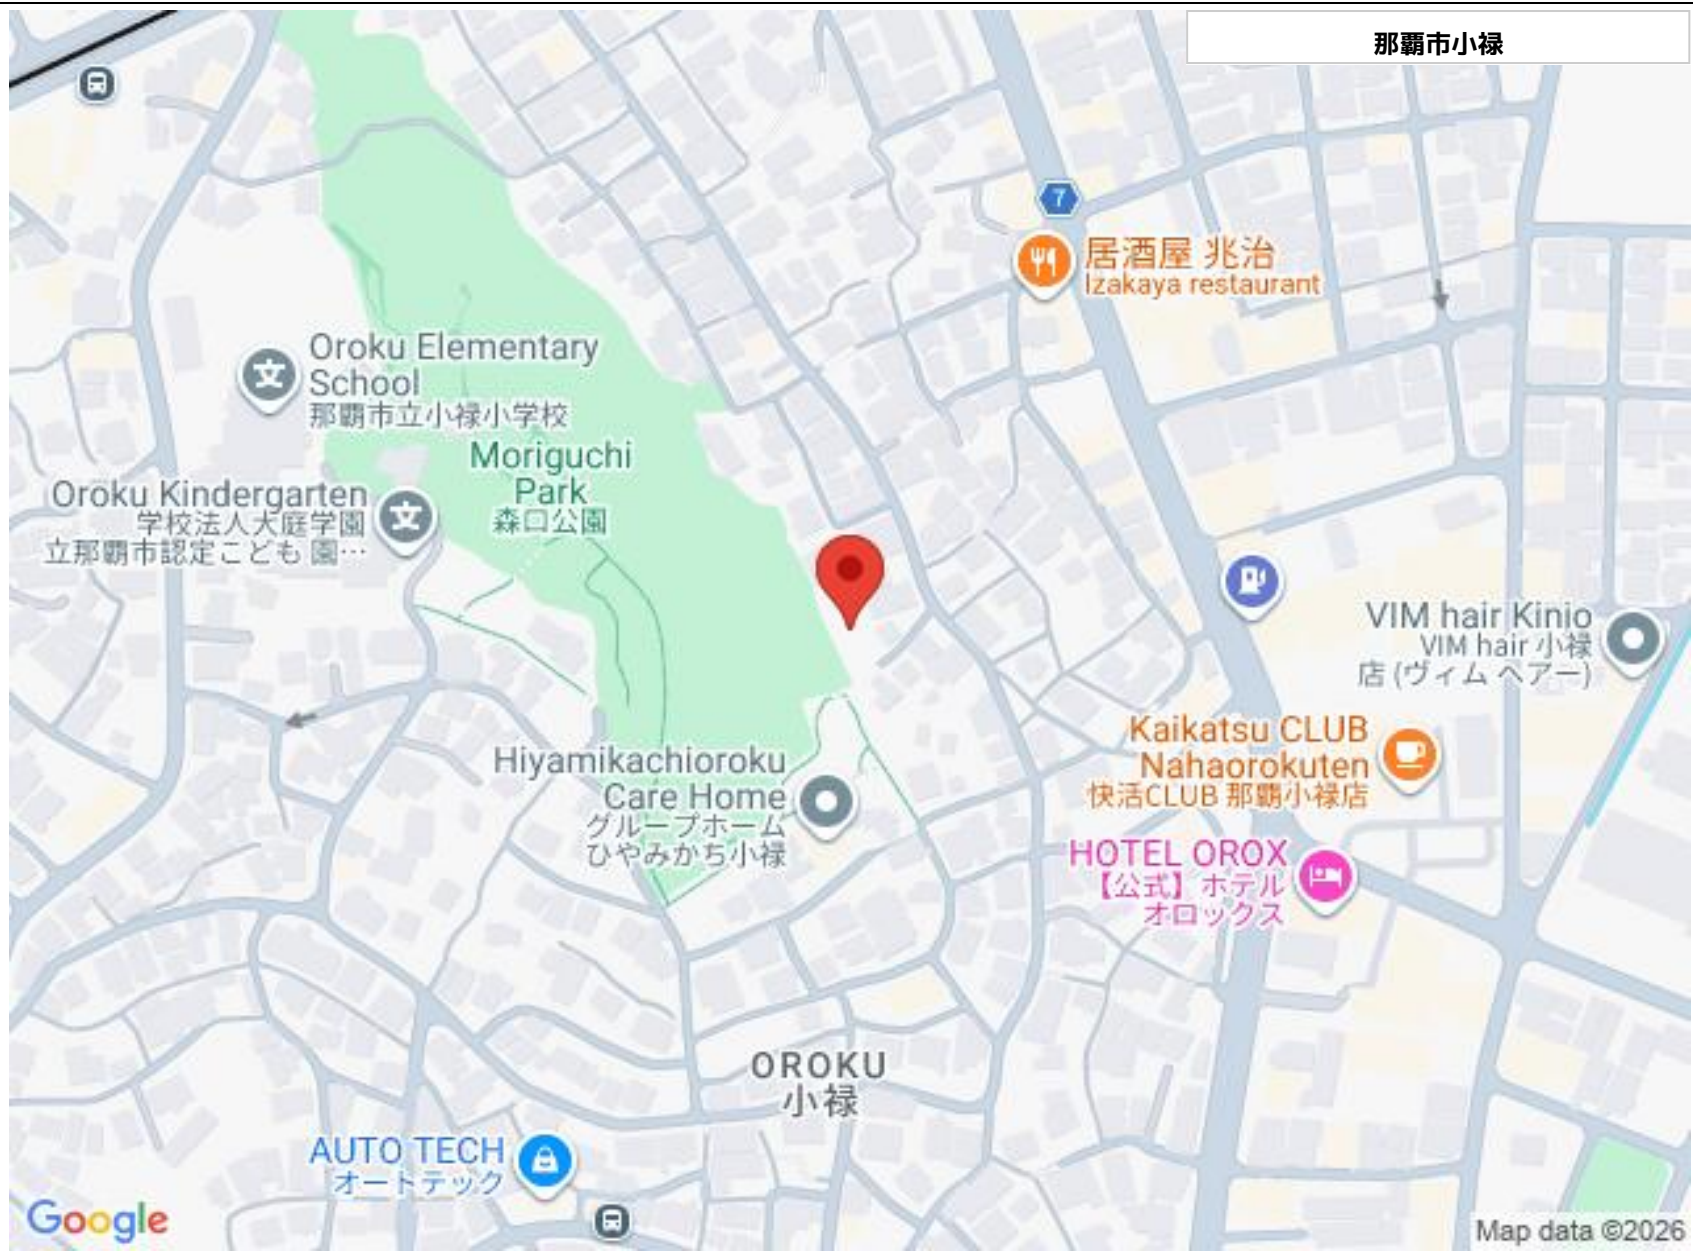 那覇市小禄
7
居酒屋 兆治
Izakaya restaurant
Oroku Elementary
School
那覇市立小禄小学校
Moriguchi
Park
森口公園
Oroku Kindergarten
学校法人大庭学園
立那覇市認定こども 園…
VIM hair Kinio
VIM hair 小禄
店 (ヴィム ヘアー)
Kaikatsu CLUB
Nahaorokuten
快活CLUB 那覇小禄店
Hiyamikachioroku
Care Home
グループホーム
ひやみかち小禄
HOTEL OROX
【公式】ホテル
オロックス
OROKU
小禄
AUTO TECH
オートテック
Google
Map data ©2026